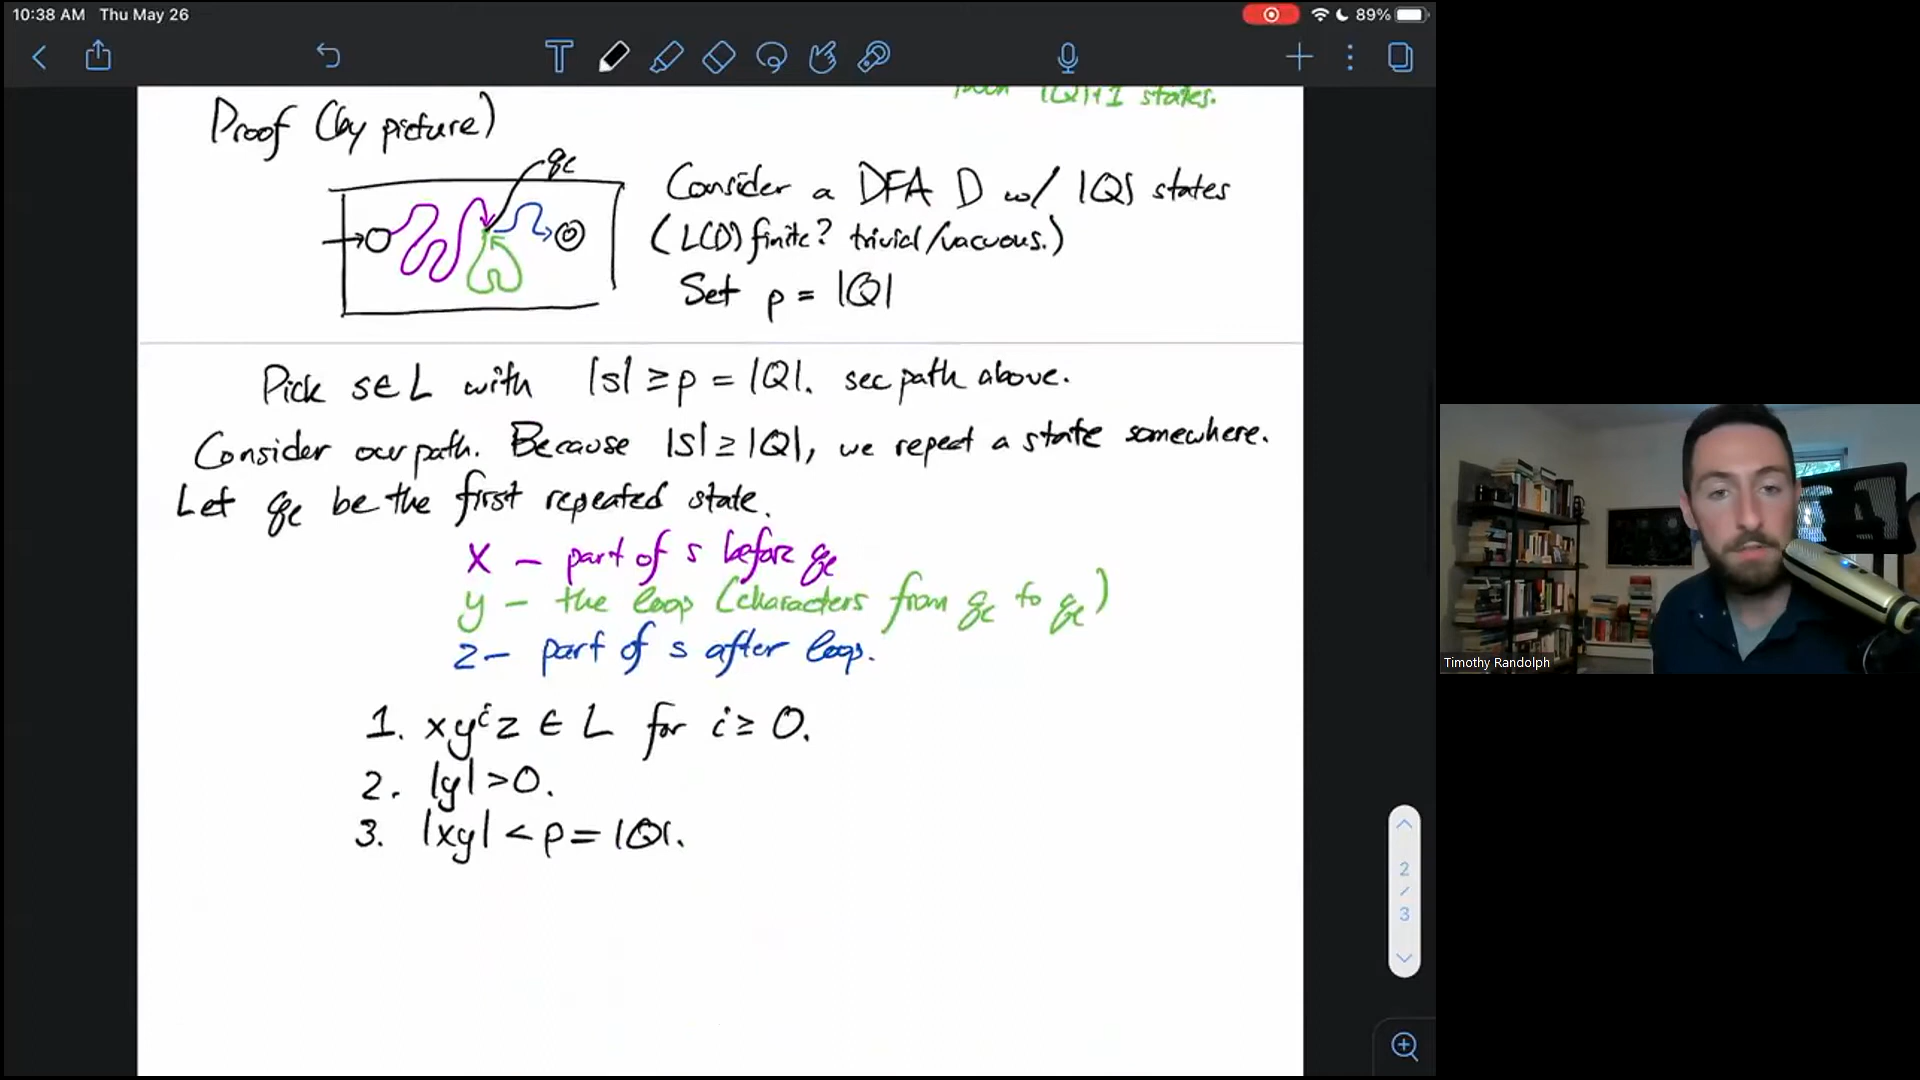 10:38 AM Thu May 26
89%
|Q|+1 states.
Proof (by picture)
qc
Consider a DFA D w/ |Q| states
(L(D) finite? trivial/vacuous.)
Set p = |Q|
Pick s∈L with |s| ≥ p = |Q|. see path above.
Consider our path. Because |s| ≥ |Q|, we repeat a state somewhere.
Let qc be the first repeated state.
x – part of s before qc
y – the loop (characters from qc to qc)
z – part of s after loop.
1. xyⁱz ∈ L for i ≥ 0.
2. |y| > 0.
3. |xy| < p = |Q|.
2
/
3
Timothy Randolph